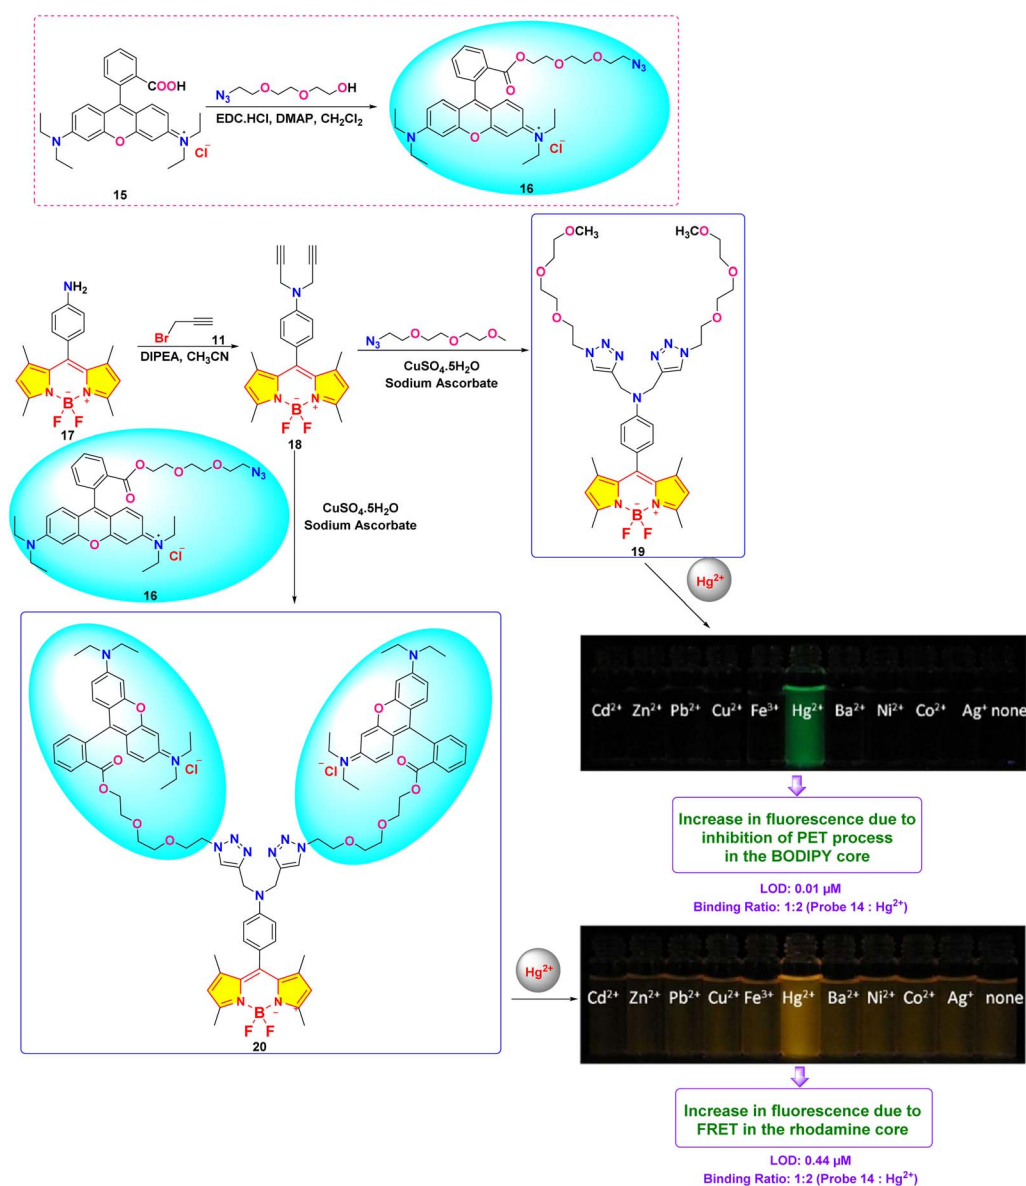 COOH
N
O
N⁺
Cl⁻
15
N₃
O
O
OH
EDC.HCl, DMAP, CH₂Cl₂
O
O
O
O
N₃
N
O
N⁺
Cl⁻
16
NH₂
N
B⁻
N⁺
F F
17
Br
11
DIPEA, CH₃CN
N
N
B⁻
N⁺
F F
18
N₃
O
O
O
CuSO₄.5H₂O
Sodium Ascorbate
OCH₃
H₃CO
O
O
O
O
N N N
N N N
N
N
B⁻
N⁺
F F
19
O
O
O
O
N₃
N
O
N⁺
Cl⁻
16
CuSO₄.5H₂O
Sodium Ascorbate
Hg²⁺
N
O
N⁺
Cl⁻
O
O
O
O
N N N
N
O
N⁺
⁻Cl
O
O
O
O
N N N
N
N
B⁻
N⁺
F F
20
Cd²⁺ Zn²⁺ Pb²⁺ Cu²⁺ Fe³⁺ Hg²⁺ Ba²⁺ Ni²⁺ Co²⁺ Ag⁺ none
Increase in fluorescence due to
inhibition of PET process
in the BODIPY core
LOD: 0.01 µM
Binding Ratio: 1:2 (Probe 14 : Hg²⁺)
Hg²⁺
Cd²⁺ Zn²⁺ Pb²⁺ Cu²⁺ Fe³⁺ Hg²⁺ Ba²⁺ Ni²⁺ Co²⁺ Ag⁺ none
Increase in fluorescence due to
FRET in the rhodamine core
LOD: 0.44 µM
Binding Ratio: 1:2 (Probe 14 : Hg²⁺)